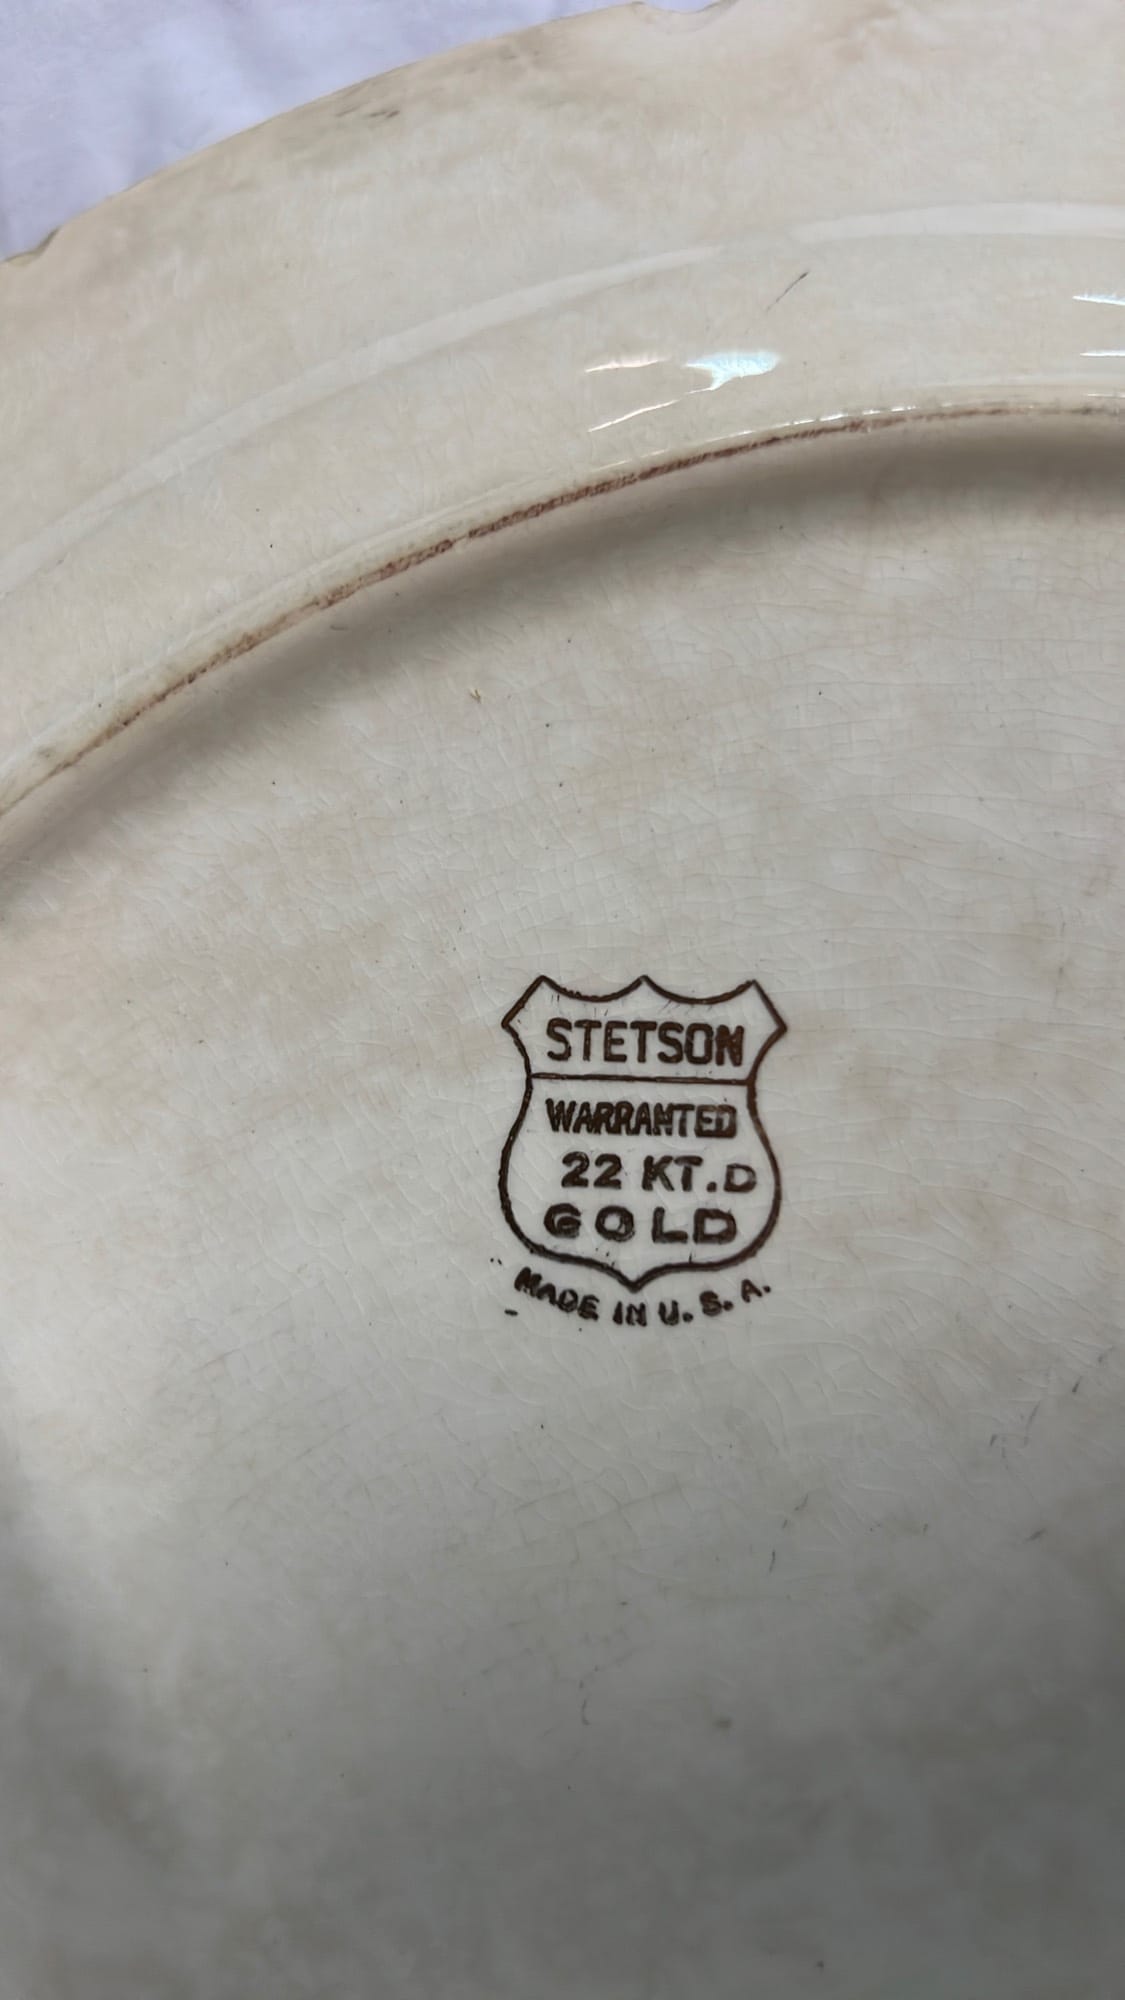 STETSON
WARRANTED
22 KT.D
GOLD
MADE IN U. S. A.